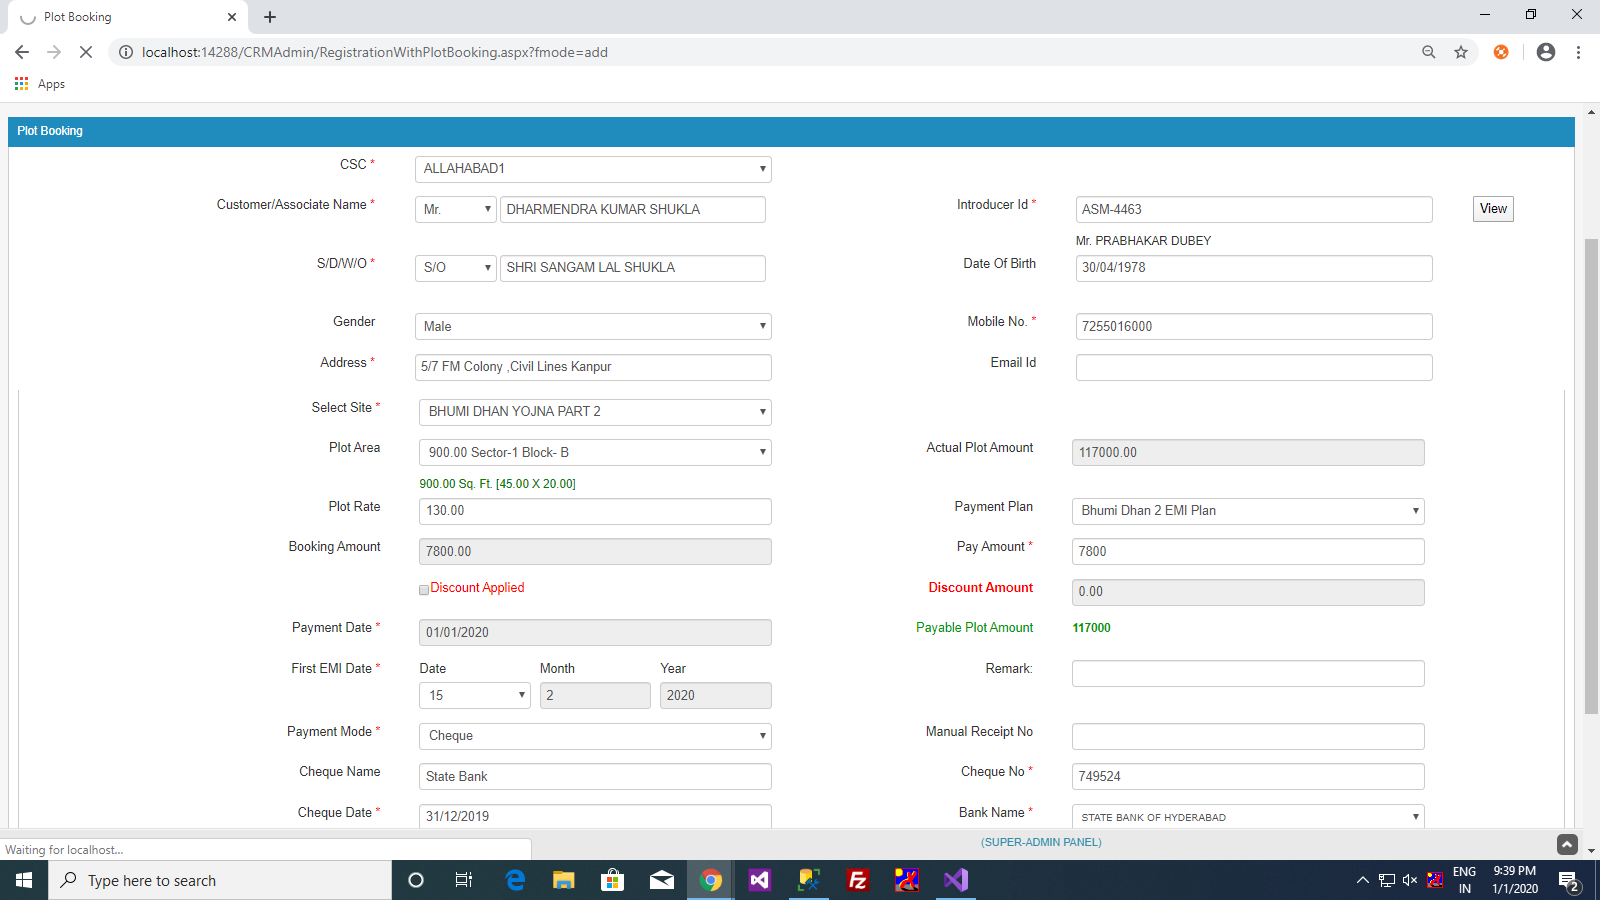 Plot Booking
localhost:14288/CRMAdmin/RegistrationWithPlotBooking.aspx?fmode=add
Apps
Plot Booking
CSC * ALLAHABAD1
Customer/Associate Name * Mr. DHARMENDRA KUMAR SHUKLA Introducer Id * ASM-4463 View
Mr. PRABHAKAR DUBEY
S/D/W/O * S/O SHRI SANGAM LAL SHUKLA Date Of Birth 30/04/1978
Gender Male Mobile No. * 7255016000
Address * 5/7 FM Colony ,Civil Lines Kanpur Email Id
Select Site * BHUMI DHAN YOJNA PART 2
Plot Area 900.00 Sector-1 Block- B Actual Plot Amount 117000.00
900.00 Sq. Ft. [45.00 X 20.00]
Plot Rate 130.00 Payment Plan Bhumi Dhan 2 EMI Plan
Booking Amount 7800.00 Pay Amount * 7800
Discount Applied Discount Amount 0.00
Payment Date * 01/01/2020 Payable Plot Amount 117000
First EMI Date * Date Month Year Remark:
15 2 2020
Payment Mode * Cheque Manual Receipt No
Cheque Name State Bank Cheque No * 749524
Cheque Date * 31/12/2019 Bank Name * STATE BANK OF HYDERABAD
(SUPER-ADMIN PANEL)
Waiting for localhost...
Type here to search
ENG 9:39 PM
IN 1/1/2020 2